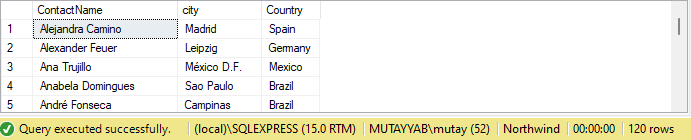 ContactName city Country
1 Alejandra Camino Madrid Spain
2 Alexander Feuer Leipzig Germany
3 Ana Trujillo México D.F. Mexico
4 Anabela Domingues Sao Paulo Brazil
5 André Fonseca Campinas Brazil
Query executed successfully. (local)\SQLEXPRESS (15.0 RTM) MUTAYYAB\mutay (52) Northwind 00:00:00 120 rows